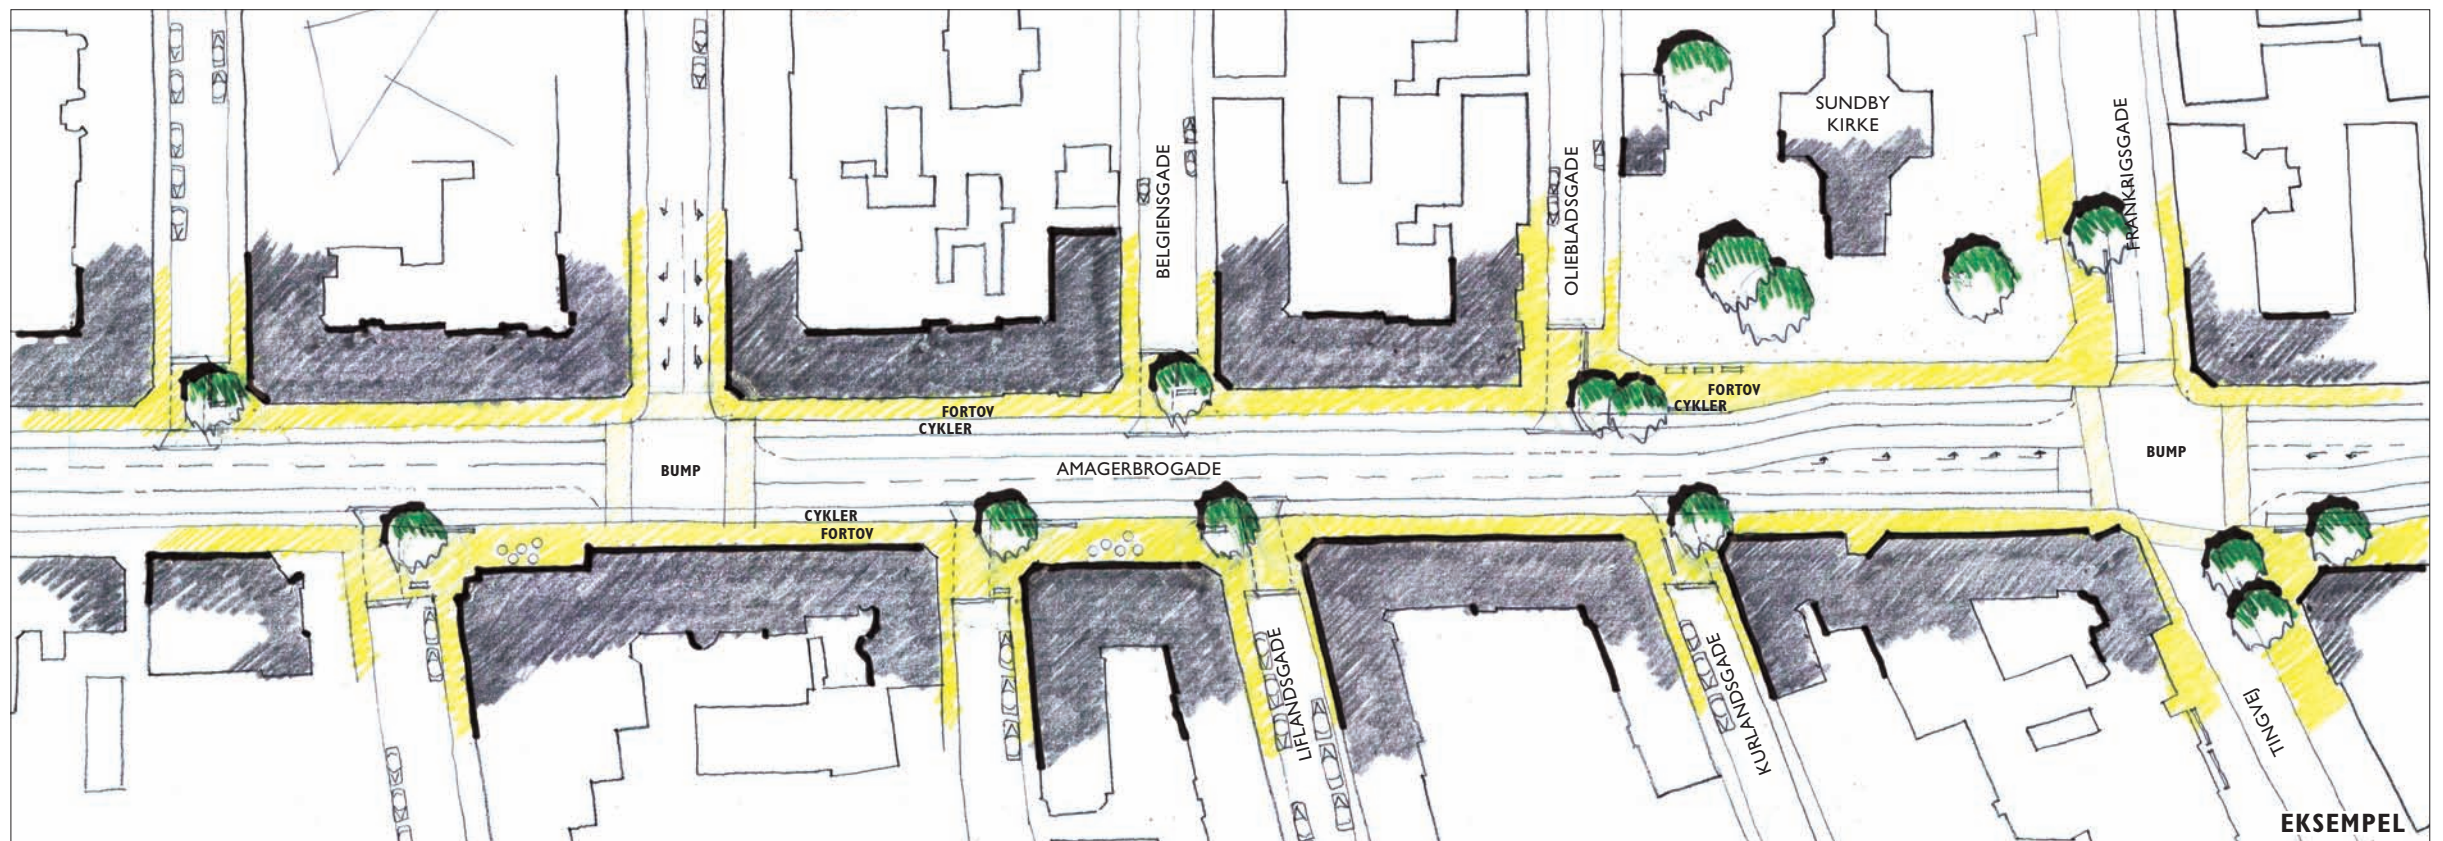 SUNDBY
KIRKE
FRANKRIGSGADE
BELGIENSGADE
OLIEBLADSGADE
FORTOV
CYKLER
FORTOV
CYKLER
BUMP
AMAGERBROGADE
BUMP
CYKLER
FORTOV
LIFLANDSGADE
KURLANDSGADE
TINGVEJ
EKSEMPEL